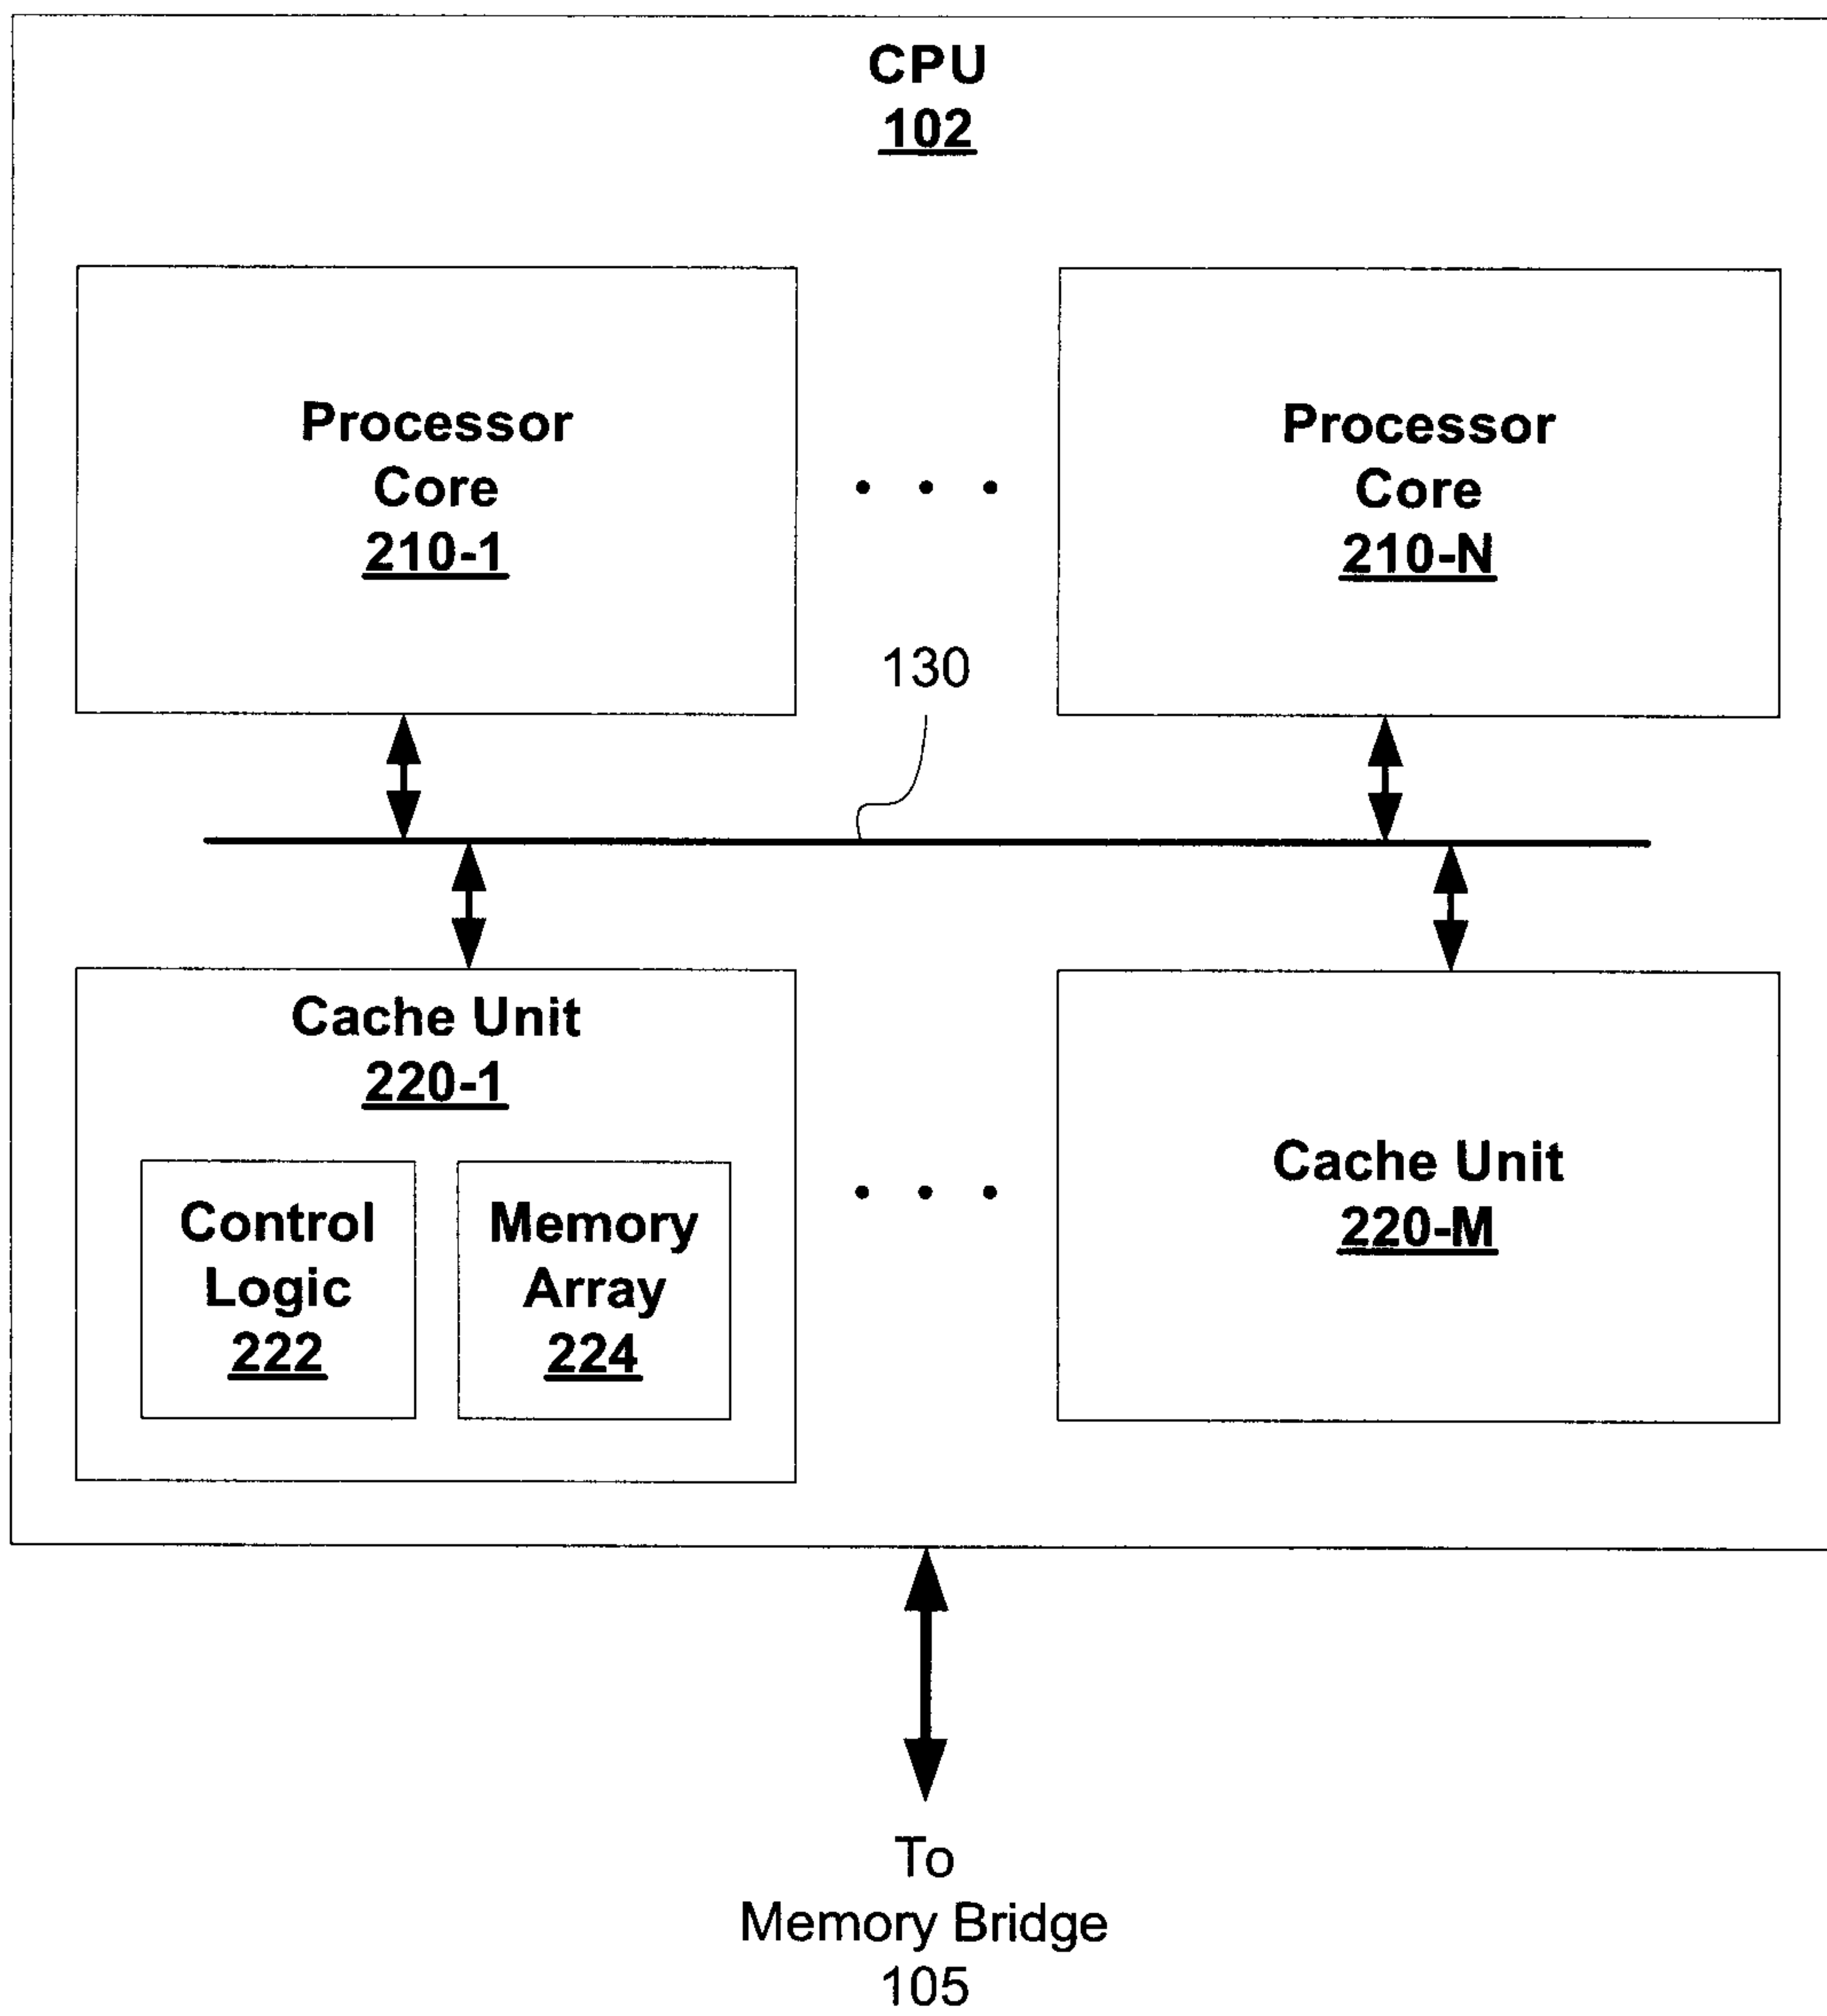 CPU
102
Processor
Core
210-1
Processor
Core
210-N
130
Cache Unit
220-1
Control
Logic
222
Memory
Array
224
Cache Unit
220-M
To
Memory Bridge
105